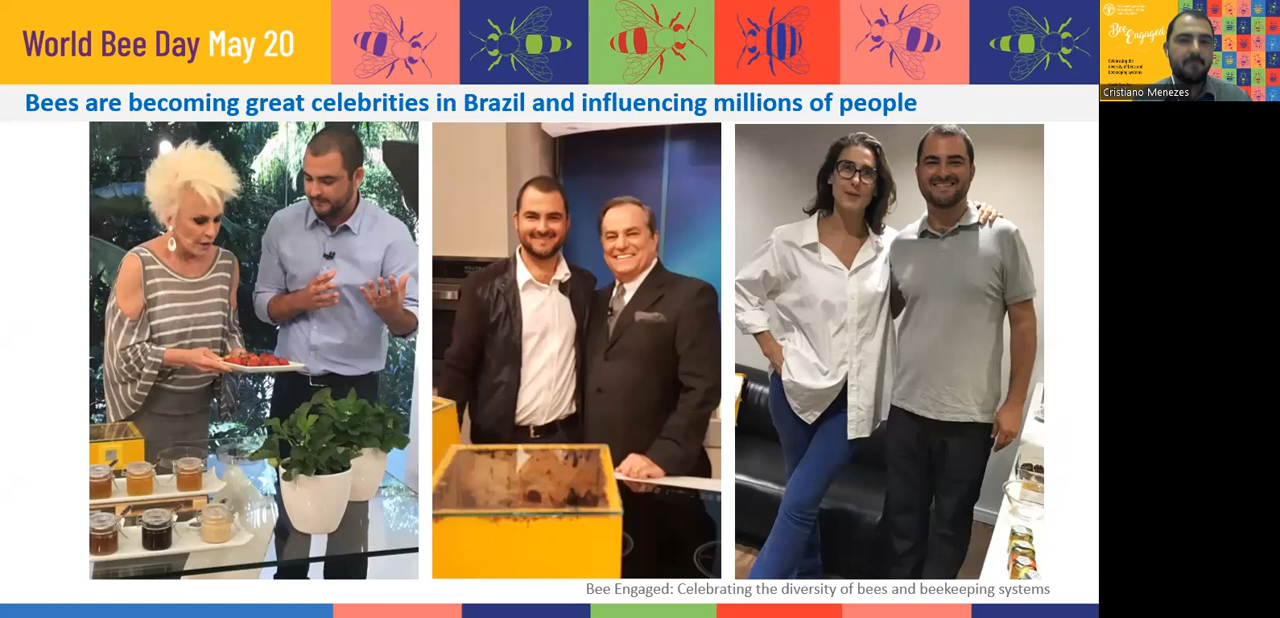 World Bee Day May 20
Bee Engaged
Cristiano Menezes
Bees are becoming great celebrities in Brazil and influencing millions of people
Bee Engaged: Celebrating the diversity of bees and beekeeping systems